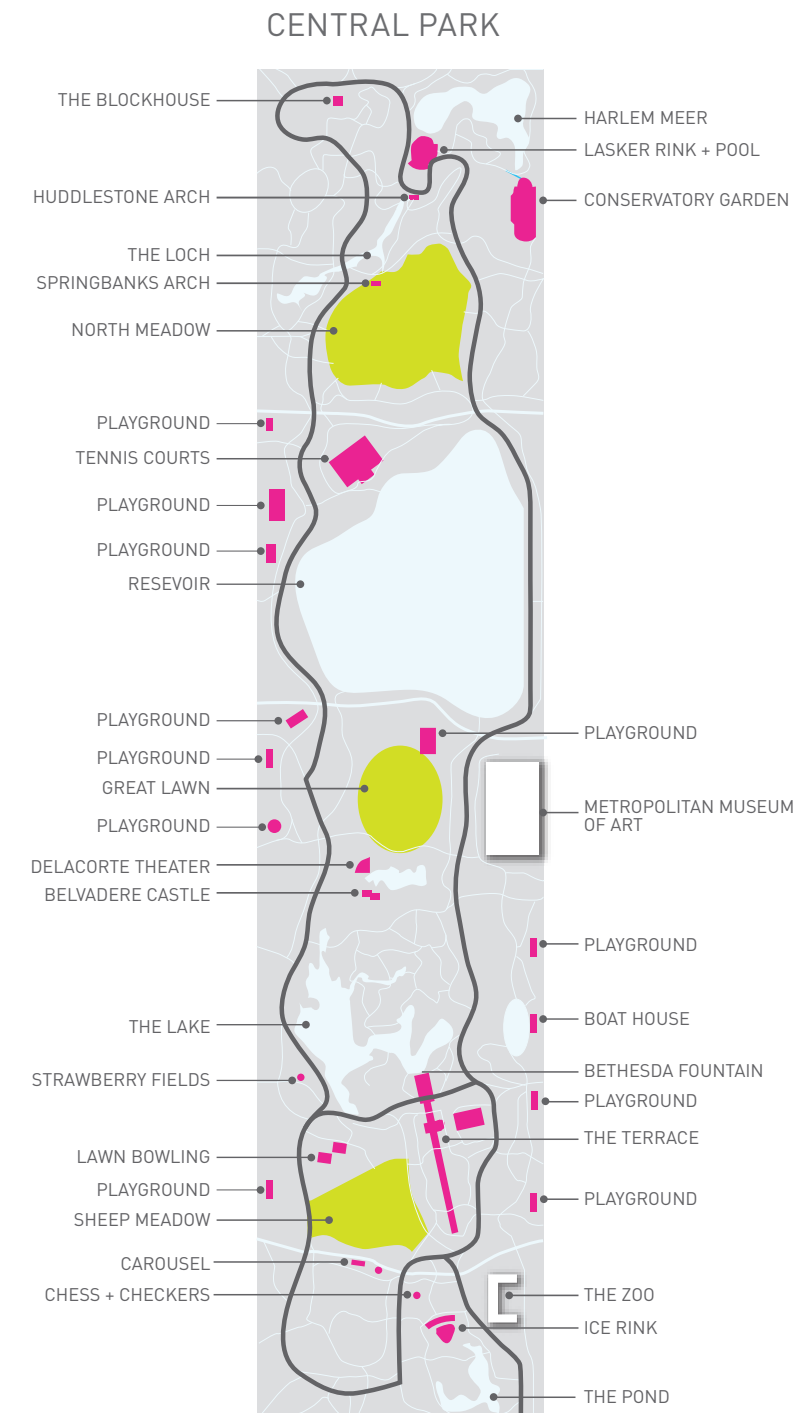 CENTRAL PARK
THE BLOCKHOUSE
HUDDLESTONE ARCH
THE LOCH
SPRINGBANKS ARCH
NORTH MEADOW
PLAYGROUND
TENNIS COURTS
PLAYGROUND
PLAYGROUND
RESEVOIR
PLAYGROUND
PLAYGROUND
GREAT LAWN
PLAYGROUND
DELACORTE THEATER
BELVADERE CASTLE
THE LAKE
STRAWBERRY FIELDS
LAWN BOWLING
PLAYGROUND
SHEEP MEADOW
CAROUSEL
CHESS + CHECKERS
HARLEM MEER
LASKER RINK + POOL
CONSERVATORY GARDEN
PLAYGROUND
METROPOLITAN MUSEUM
OF ART
PLAYGROUND
BOAT HOUSE
BETHESDA FOUNTAIN
PLAYGROUND
THE TERRACE
PLAYGROUND
THE ZOO
ICE RINK
THE POND